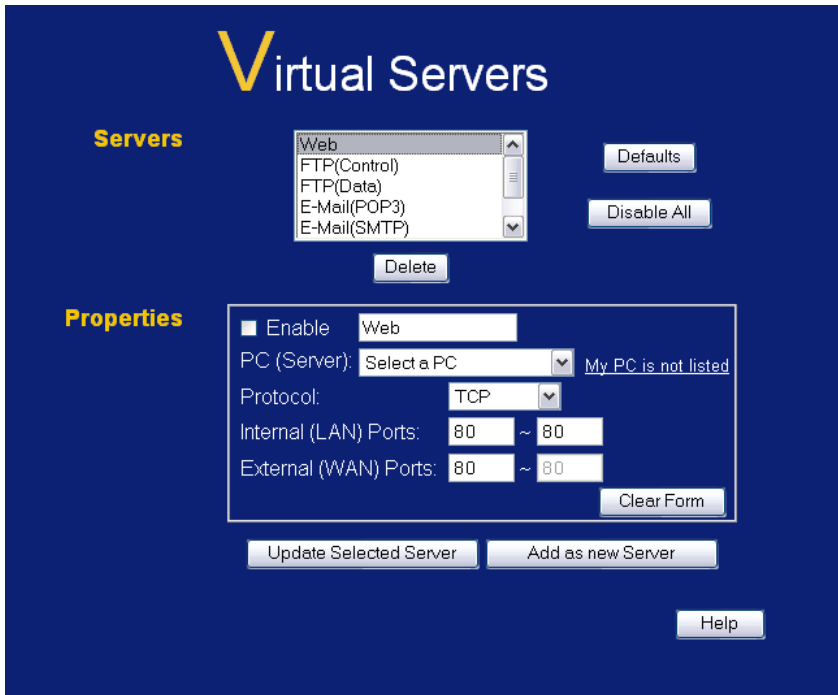 Virtual Servers
Servers
Web
FTP(Control)
FTP(Data)
E-Mail(POP3)
E-Mail(SMTP)
Defaults
Disable All
Delete
Properties
Enable Web
PC (Server): Select a PC My PC is not listed
Protocol: TCP
Internal (LAN) Ports: 80 ~ 80
External (WAN) Ports: 80 ~ 80
Clear Form
Update Selected Server Add as new Server
Help